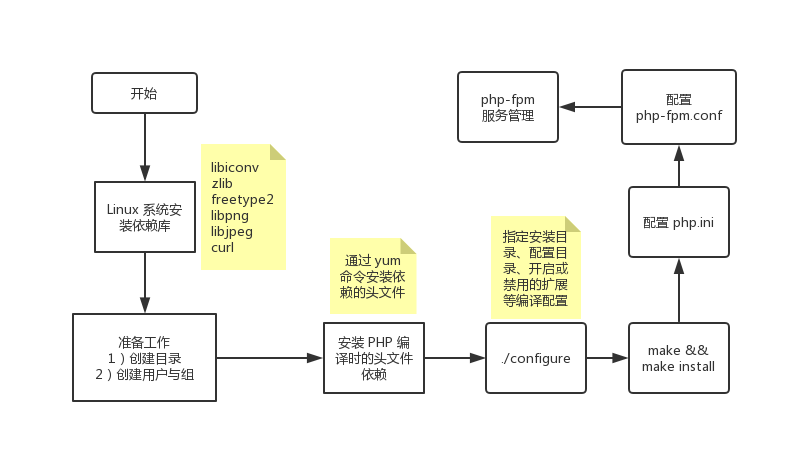 开始
Linux 系统安
装依赖库
libiconv
zlib
freetype2
libpng
libjpeg
curl
准备工作
1）创建目录
2）创建用户与组
通过 yum
命令安装依
赖的头文件
安装 PHP 编
译时的头文件
依赖
指定安装目
录、配置目
录、开启或
禁用的扩展
等编译配置
./configure
make &&
make install
配置 php.ini
配置
php-fpm.conf
php-fpm
服务管理